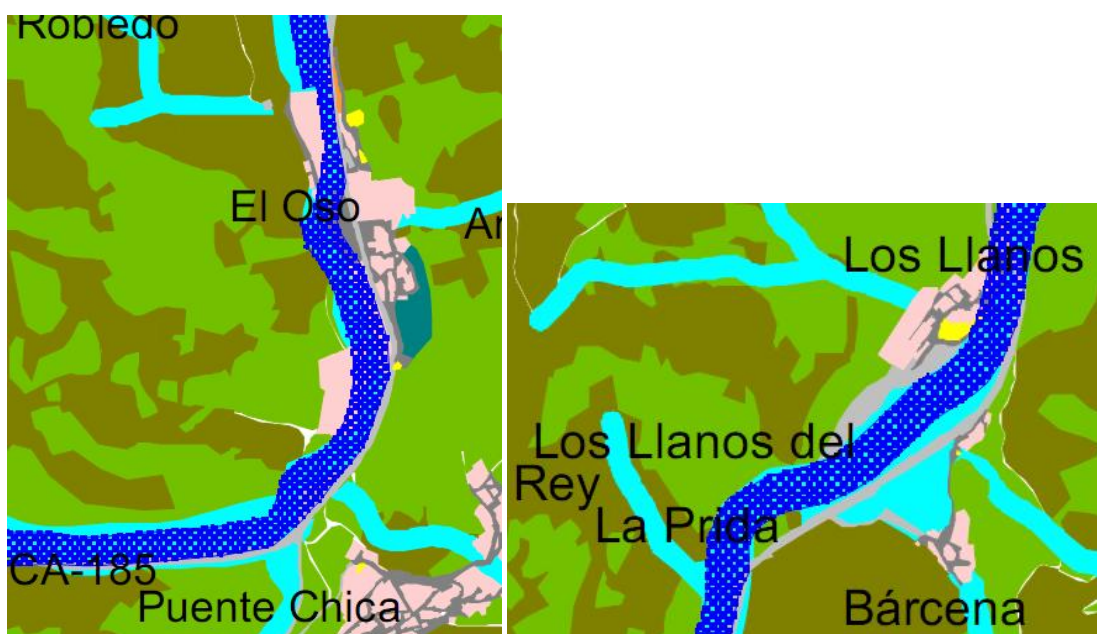 Robledo
El Oso
CA-185
Puente Chica
Los Llanos
Los Llanos del
Rey
La Prida
Bárcena